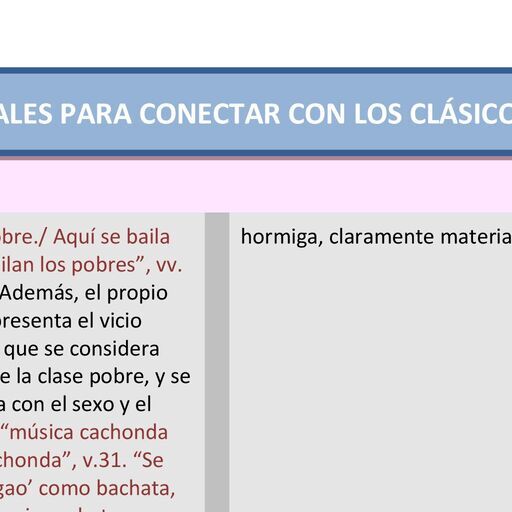 ALES PARA CONECTAR CON LOS CLÁSICO
obre./ Aquí se baila
ilan los pobres”, vv.
Además, el propio
presenta el vicio
que se considera
e la clase pobre, y se
a con el sexo y el
“música cachonda
chonda”, v.31. “Se
gao’ como bachata,
hormiga, claramente materia